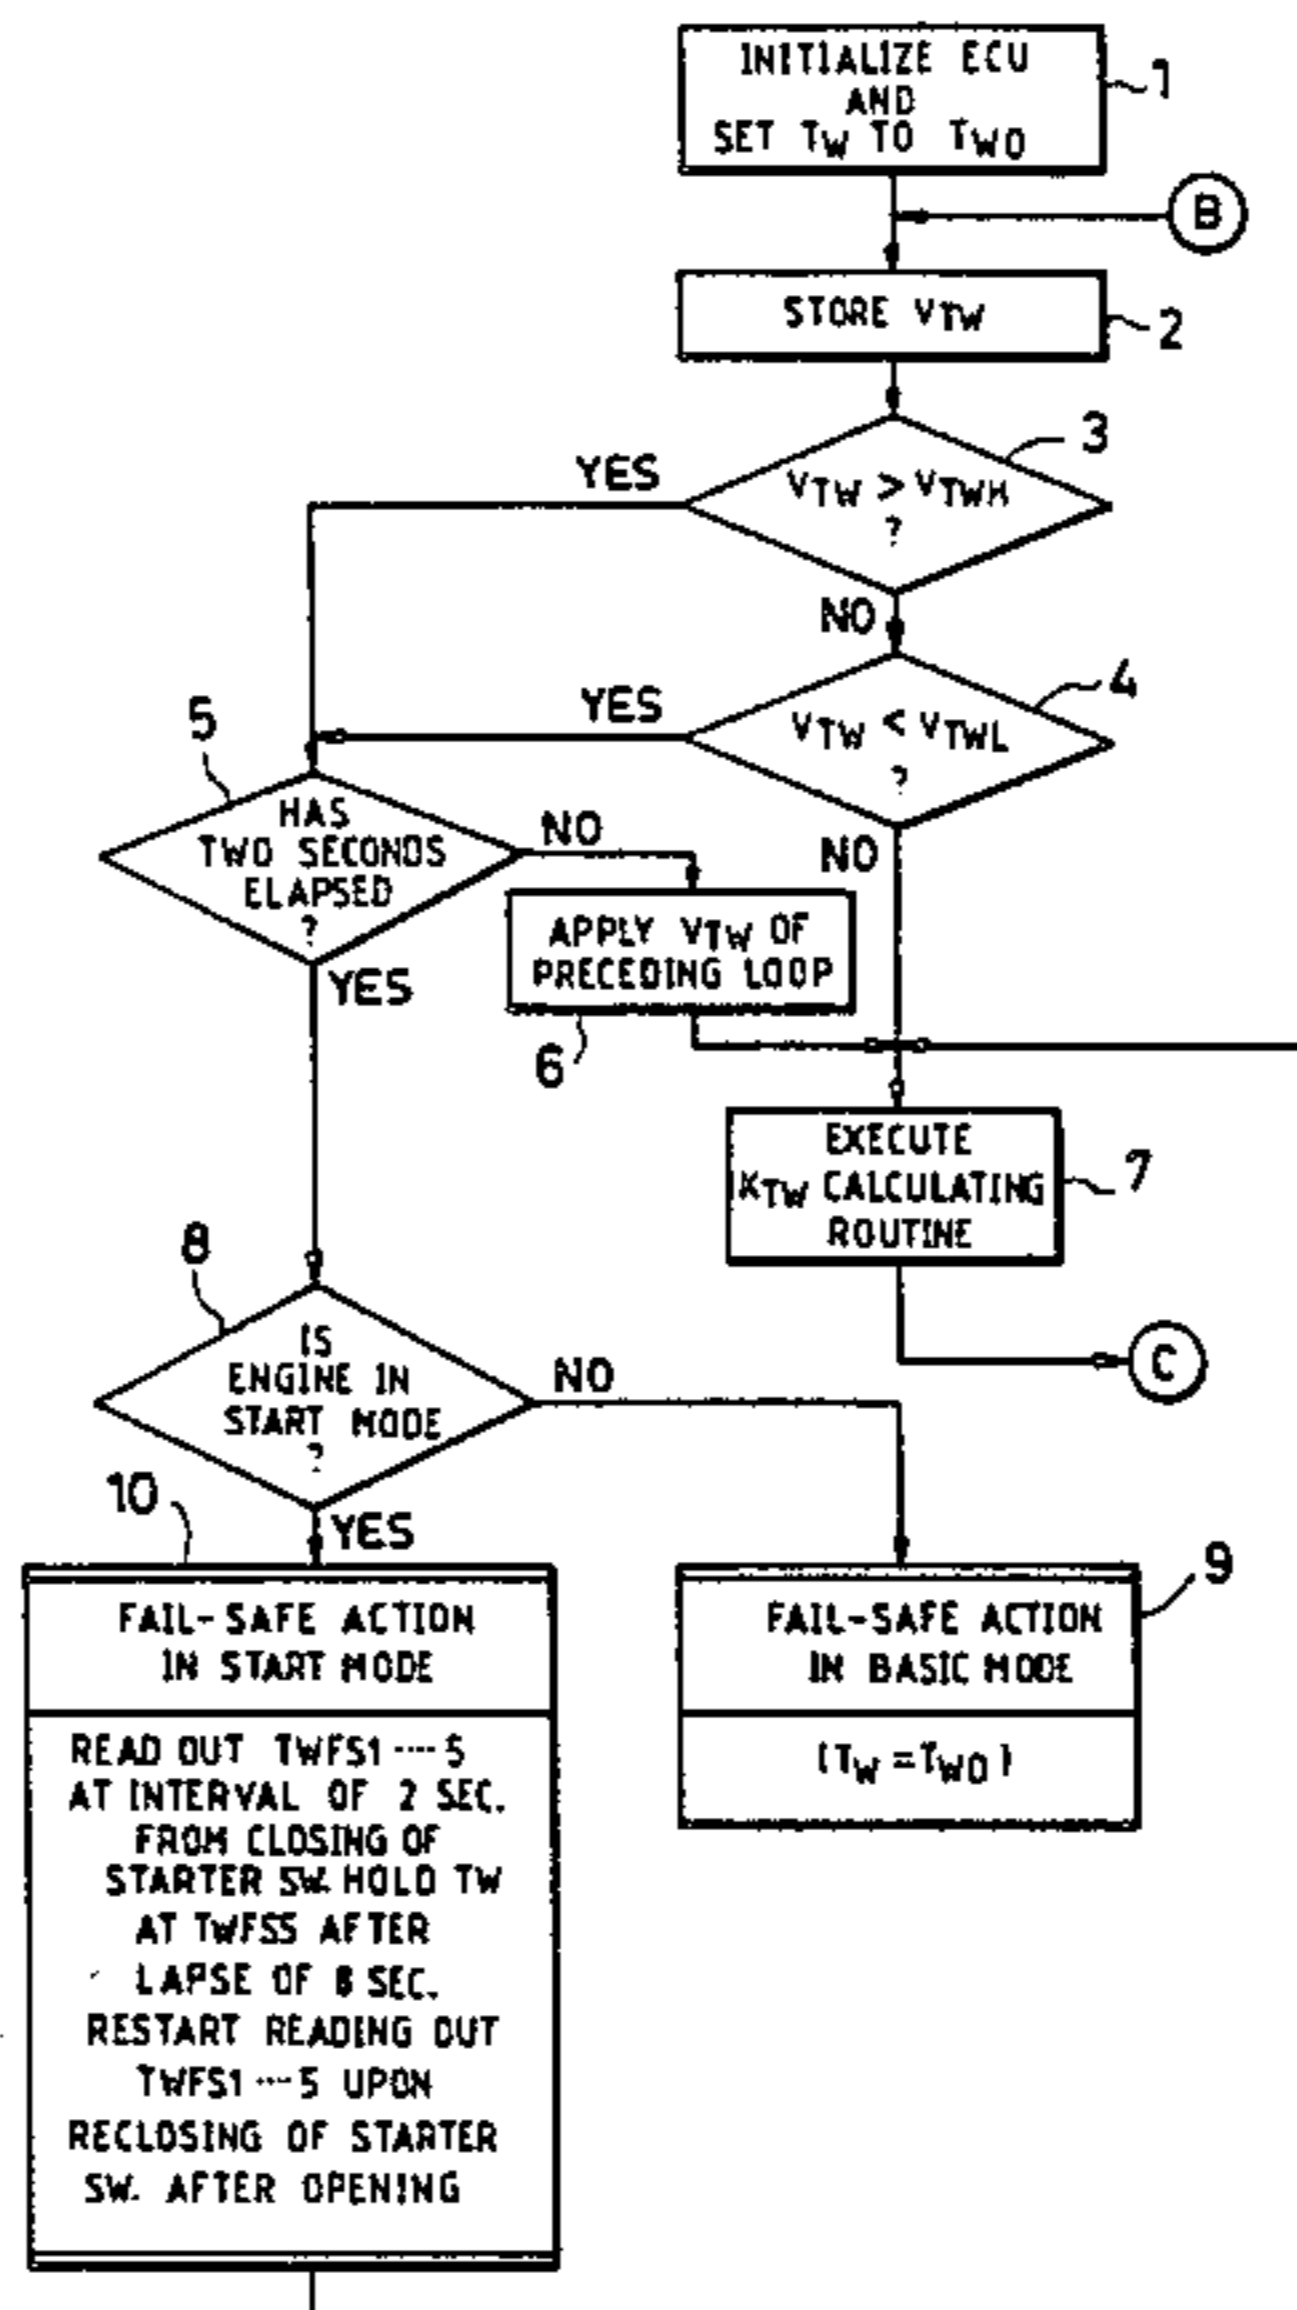 INITIALIZE ECU
AND
SET TW TO TWO
1
B
STORE VTW
2
3
YES
VTW > VTWH
?
NO
4
YES
VTW < VTWL
?
NO
5
HAS
TWO SECONDS
ELAPSED
?
NO
YES
APPLY VTW OF
PRECEDING LOOP
6
EXECUTE
KTW CALCULATING
ROUTINE
7
C
8
IS
ENGINE IN
START MODE
?
NO
YES
10
FAIL-SAFE ACTION
IN START MODE
READ OUT TWFS1····5
AT INTERVAL OF 2 SEC.
FROM CLOSING OF
STARTER SW. HOLD TW
AT TWFS5 AFTER
LAPSE OF 8 SEC.
RESTART READING OUT
TWFS1····5 UPON
RECLOSING OF STARTER
SW. AFTER OPENING
9
FAIL-SAFE ACTION
IN BASIC MODE
(TW = TWO)